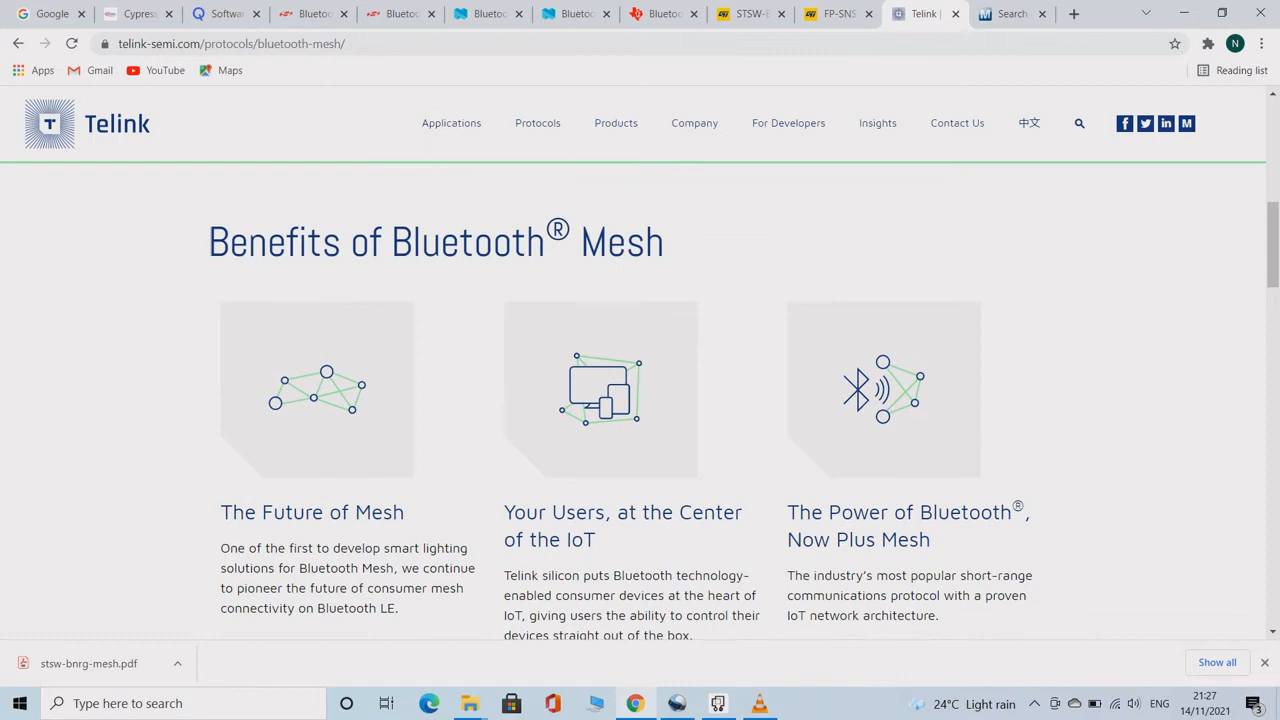 Google
Cypress
Softwar
Bluetoo
Bluetoo
Bluetoo
Bluetoo
Bluetoo
STSW-B
FP-SNS
Telink |
Search
telink-semi.com/protocols/bluetooth-mesh/
N
Apps
Gmail
YouTube
Maps
Reading list
T Telink
Applications
Protocols
Products
Company
For Developers
Insights
Contact Us
中文
Benefits of Bluetooth® Mesh
The Future of Mesh
One of the first to develop smart lighting
solutions for Bluetooth Mesh, we continue
to pioneer the future of consumer mesh
connectivity on Bluetooth LE.
Your Users, at the Center
of the IoT
Telink silicon puts Bluetooth technology-
enabled consumer devices at the heart of
IoT, giving users the ability to control their
devices straight out of the box.
The Power of Bluetooth®,
Now Plus Mesh
The industry's most popular short-range
communications protocol with a proven
IoT network architecture.
stsw-bnrg-mesh.pdf
Show all
Type here to search
24°C Light rain
ENG
21:27
14/11/2021
3